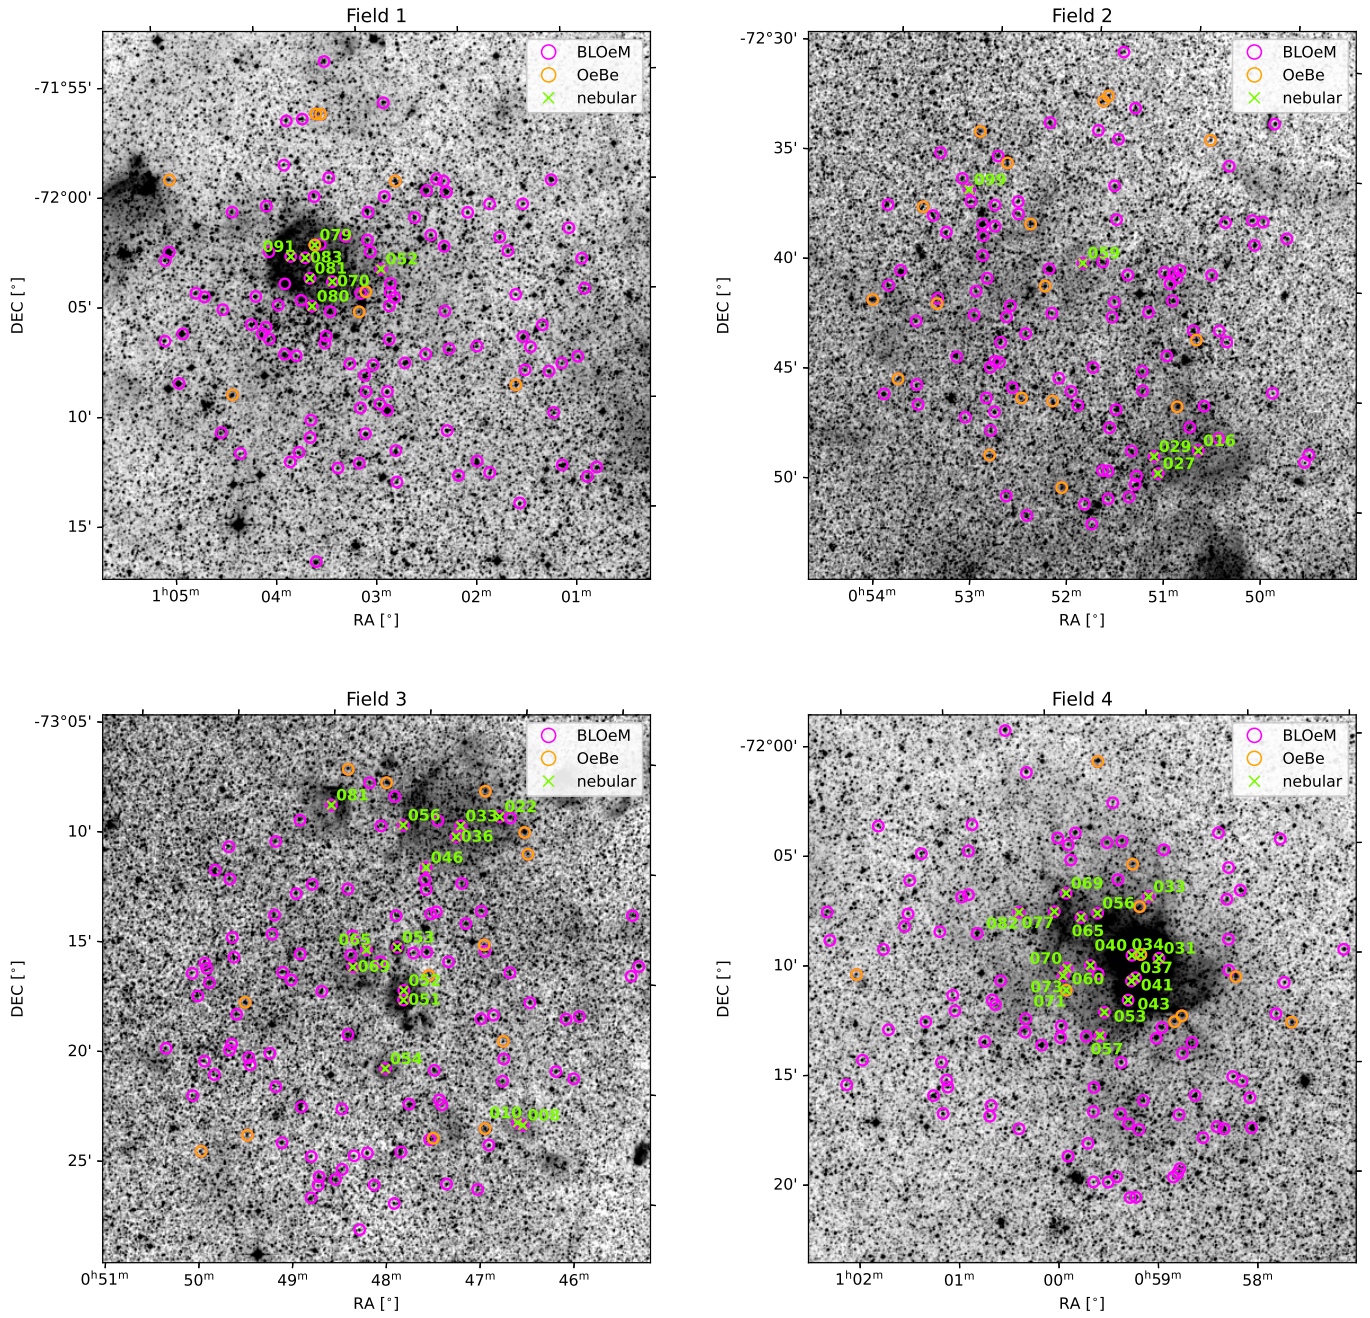 Field 1
BLOeM
OeBe
nebular
-71°55'
-72°00'
05'
10'
15'
DEC [°]
079
091
083
052
081
070
080
1ʰ05ᵐ 04ᵐ 03ᵐ 02ᵐ 01ᵐ
RA [°]
Field 2
BLOeM
OeBe
nebular
-72°30'
35'
40'
45'
50'
DEC [°]
099
059
016
029
027
0ʰ54ᵐ 53ᵐ 52ᵐ 51ᵐ 50ᵐ
RA [°]
Field 3
BLOeM
OeBe
nebular
-73°05'
10'
15'
20'
25'
DEC [°]
081
022
056
033
036
046
065
053
069
052
051
054
010
008
0ʰ51ᵐ 50ᵐ 49ᵐ 48ᵐ 47ᵐ 46ᵐ
RA [°]
Field 4
BLOeM
OeBe
nebular
-72°00'
05'
10'
15'
20'
DEC [°]
069
033
056
082
077
065
040
034
031
070
037
060
073
041
071
043
053
057
1ʰ02ᵐ 01ᵐ 00ᵐ 0ʰ59ᵐ 58ᵐ
RA [°]